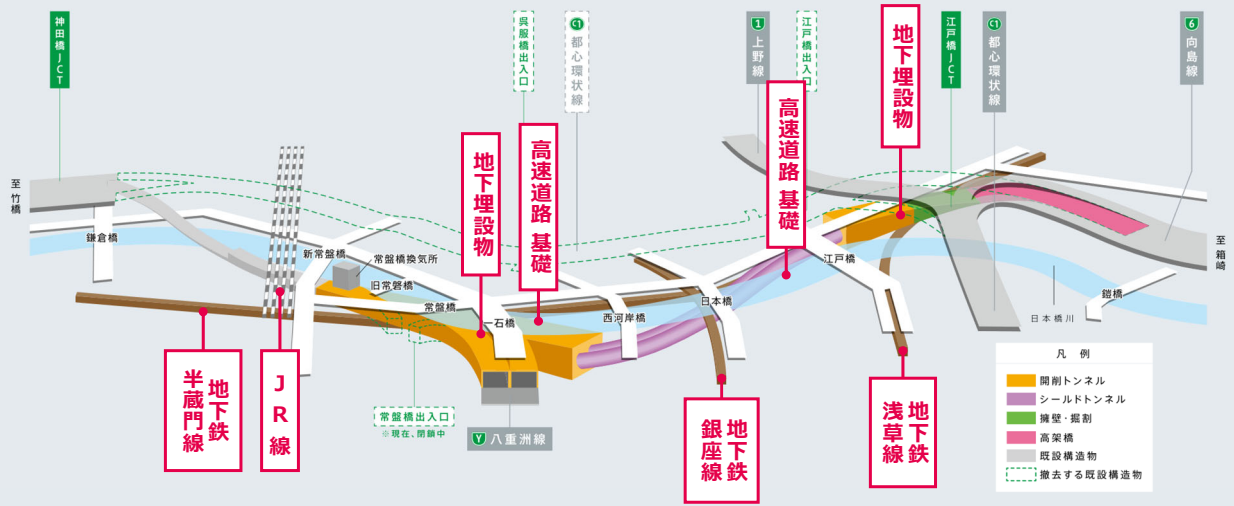 神田橋JCT
呉服橋出入口
C1
都心環状線
1
上野線
江戸橋出入口
江戸橋JCT
C1
都心環状線
6
向島線
地下埋設物
高速道路 基礎
高速道路 基礎
地下埋設物
至竹橋
鎌倉橋
新常盤橋
常盤橋換気所
旧常磐橋
常盤橋
一石橋
西河岸橋
日本橋
江戸橋
日本橋川
鎧橋
至箱崎
地下鉄
半蔵門線
JR線
常盤橋出入口
※現在、閉鎖中
Y
八重洲線
地下鉄
銀座線
地下鉄
浅草線
凡例
開削トンネル
シールドトンネル
擁壁・掘割
高架橋
既設構造物
撤去する既設構造物